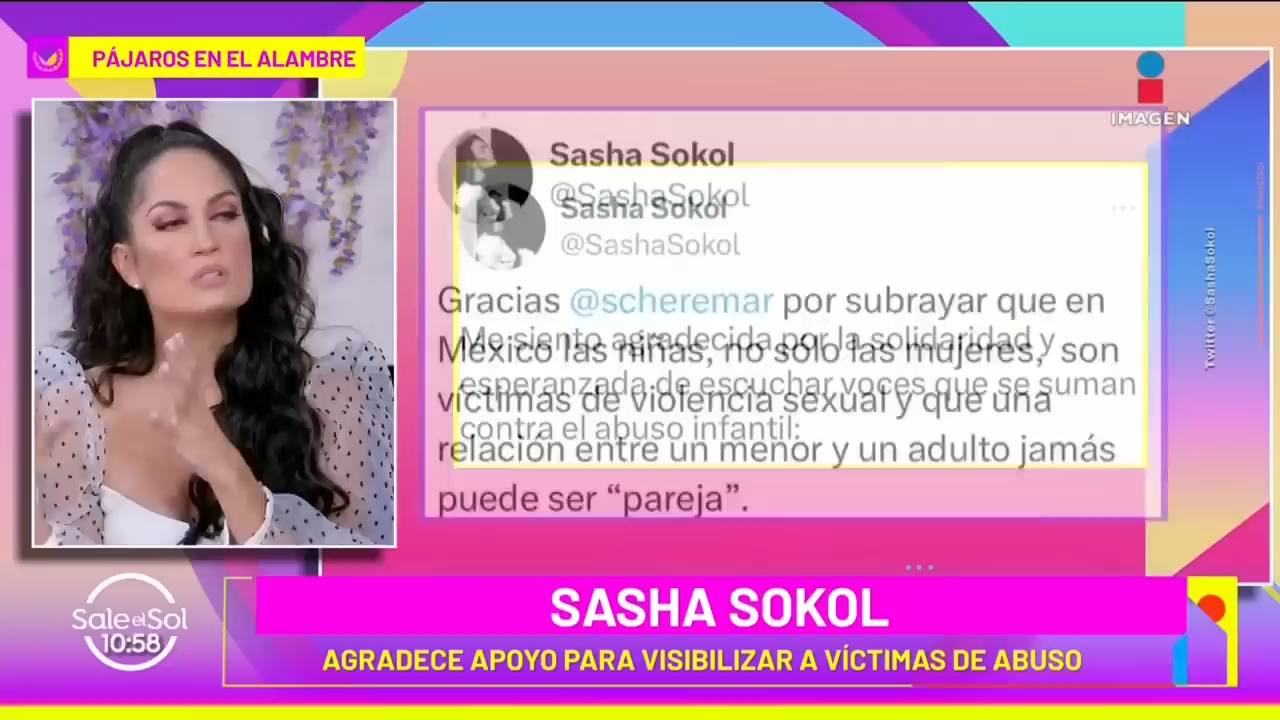 PÁJAROS EN EL ALAMBRE
IMAGEN
Sasha Sokol
@SashaSokol
Gracias @scheremar por subrayar que en
México las niñas, no sólo las mujeres, son
víctimas de violencia sexual y que una
relación entre un menor y un adulto jamás
puede ser “pareja”.
Sasha Sokol
@SashaSokol
Me siento agradecida por la solidaridad y
esperanzada de escuchar voces que se suman
contra el abuso infantil:
Twitter @SashaSokol
SASHA SOKOL
AGRADECE APOYO PARA VISIBILIZAR A VÍCTIMAS DE ABUSO
Sale el Sol
10:58